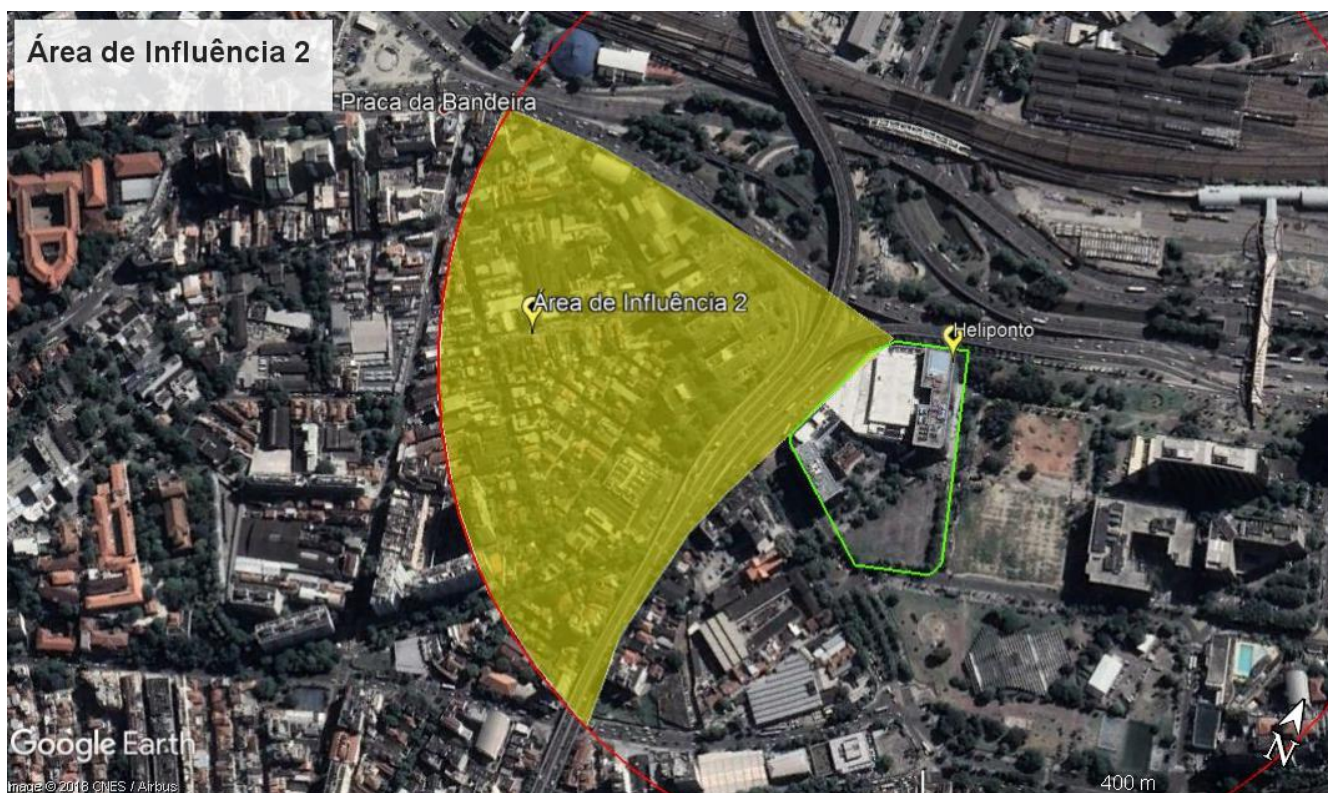 Área de Influência 2
Praca da Bandeira
Área de Influência 2
Heliponto
Google Earth
N
Image © 2018 CNES / Airbus
400 m